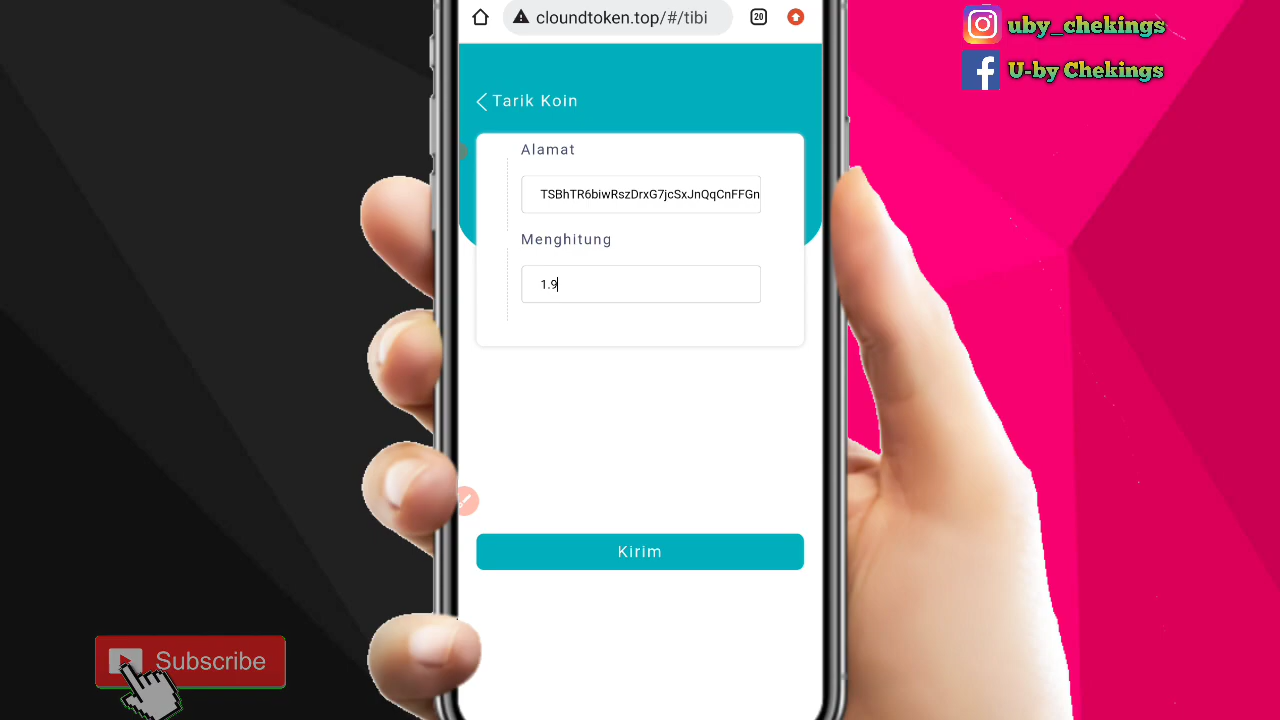 cloundtoken.top/#/tibi
20
uby_chekings
U-by Chekings
Tarik Koin
Alamat
TSBhTR6biwRszDrxG7jcSxJnQqCnFFGn
Menghitung
1.9
Kirim
Subscribe